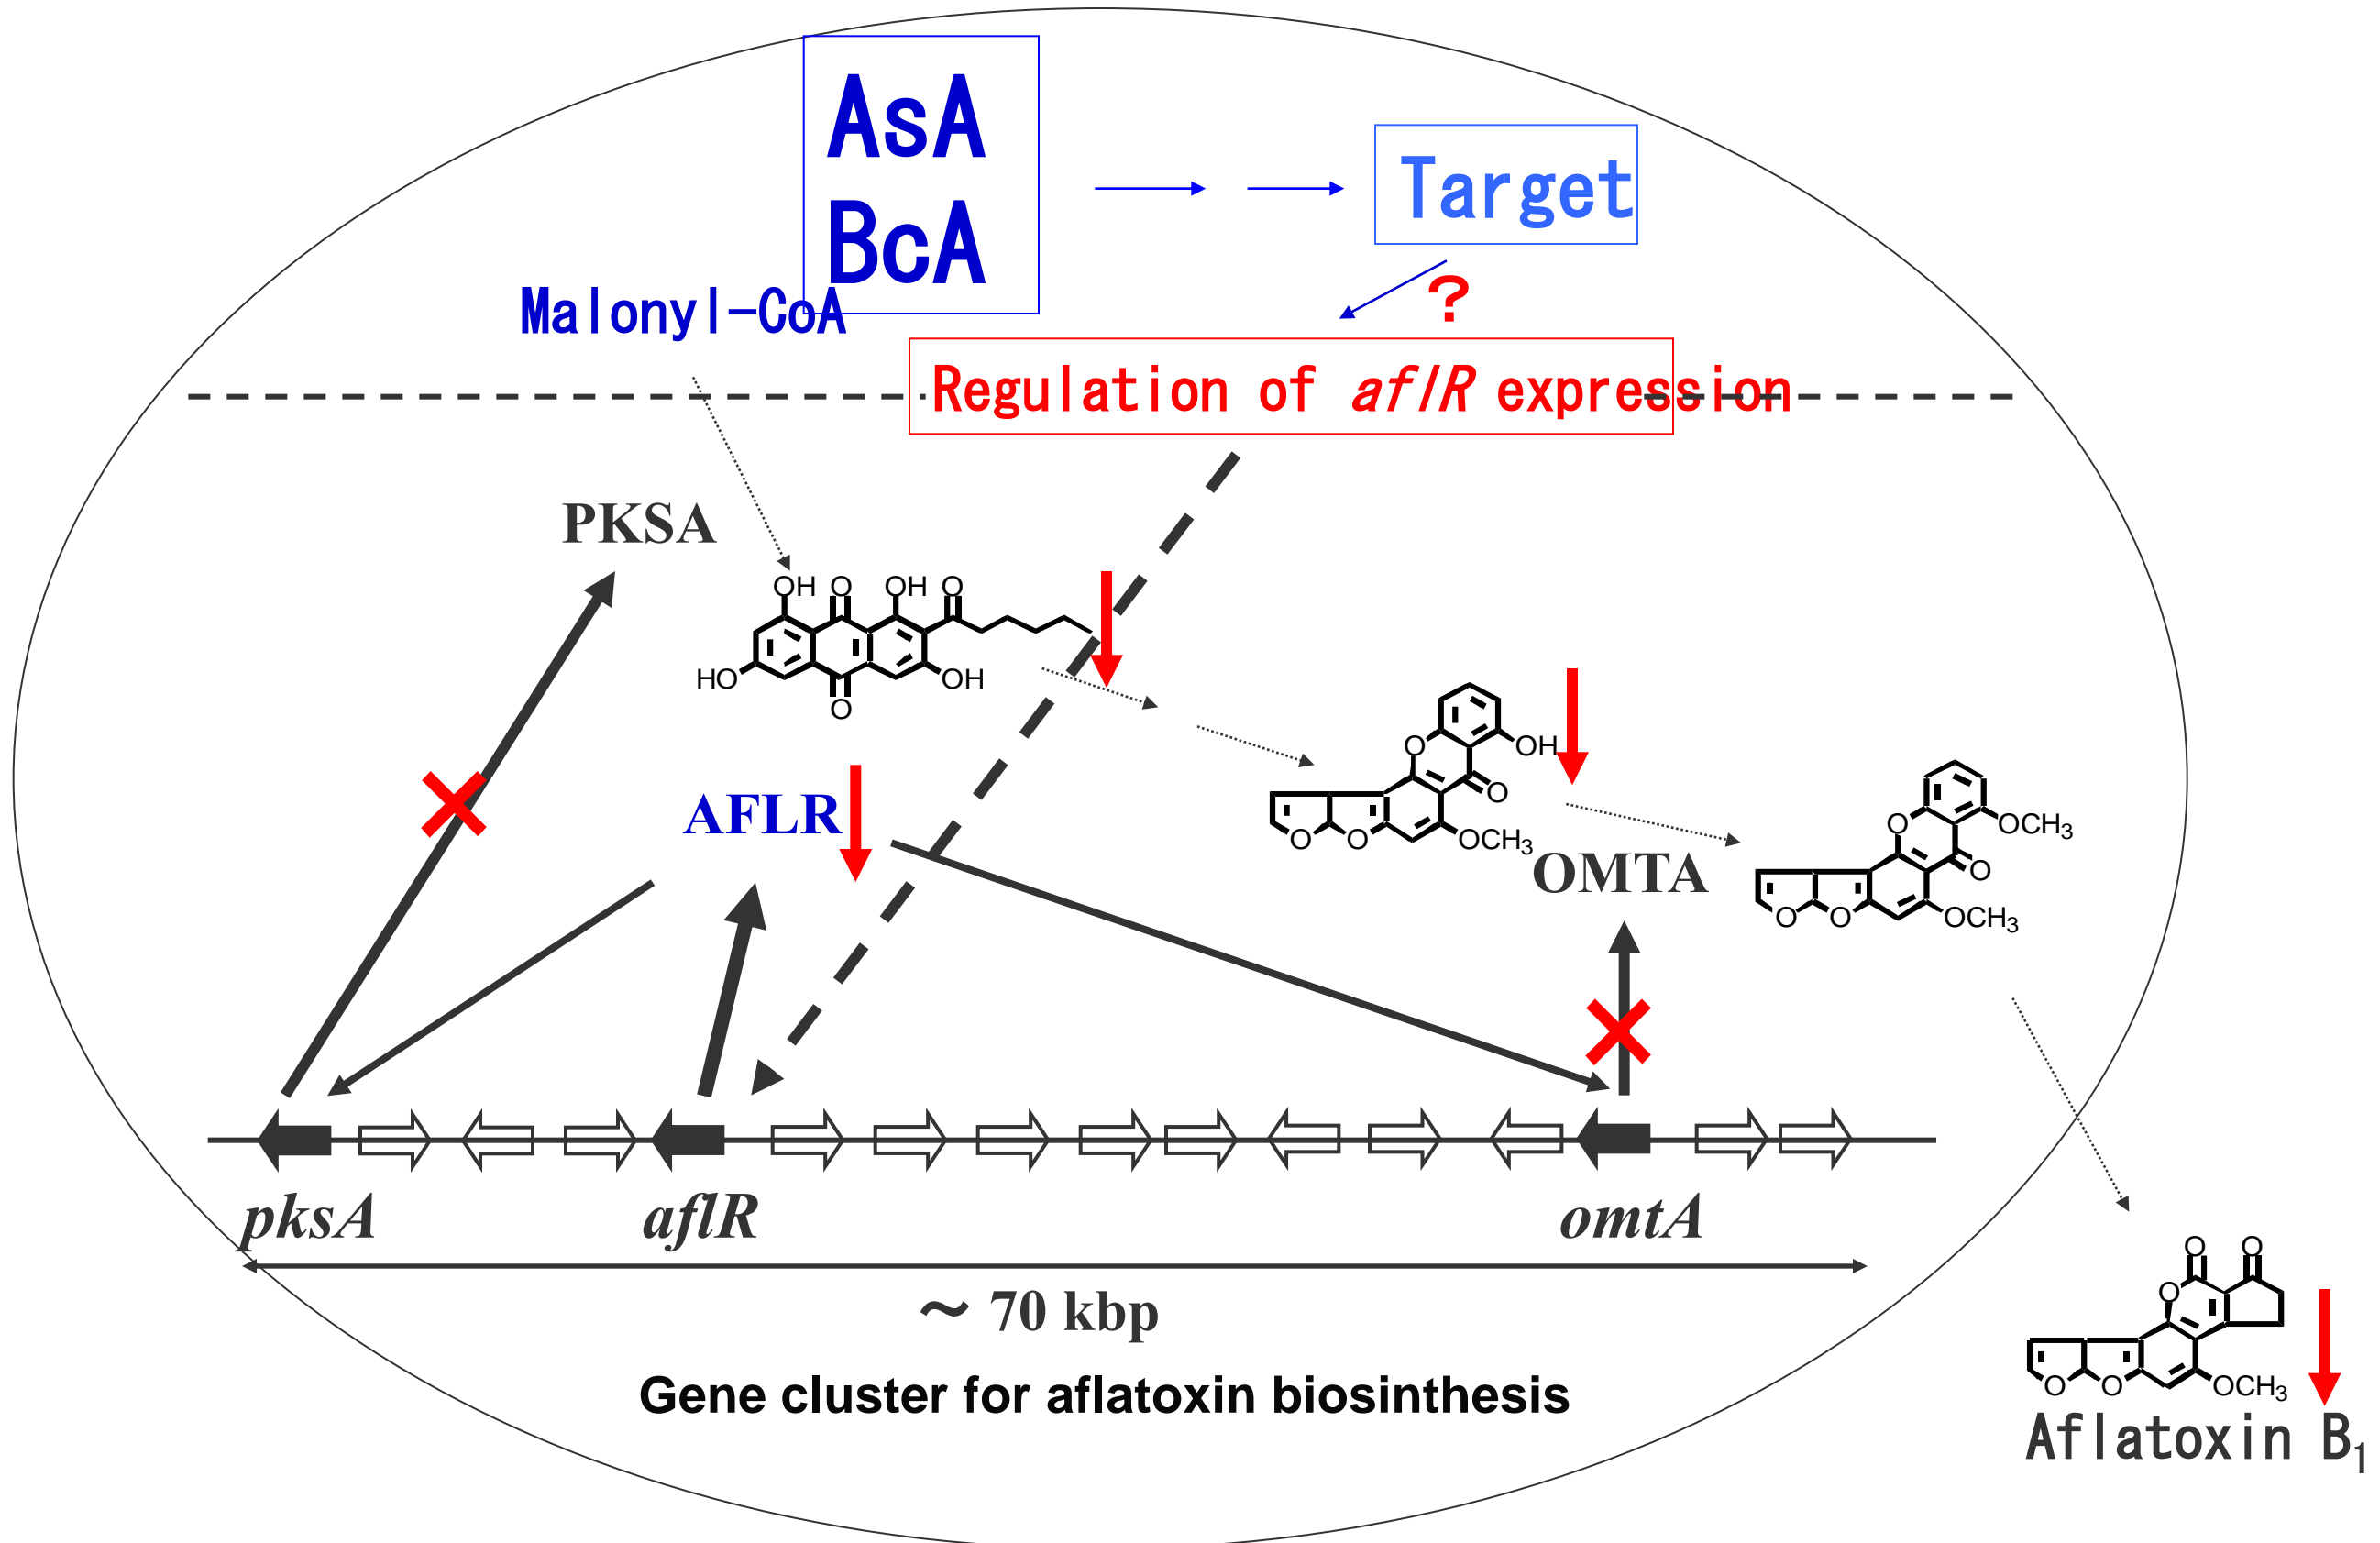 AsA
BcA
Target
?
Malonyl-CoA
Regulation of aflR expression
PKSA
OH O OH O
HO OH
O
AFLR
O OH
O
O O OCH3
OMTA
O OCH3
O
O O OCH3
pksA aflR omtA
～ 70 kbp
Gene cluster for aflatoxin biosinthesis
O O
O
O O OCH3
Aflatoxin B1